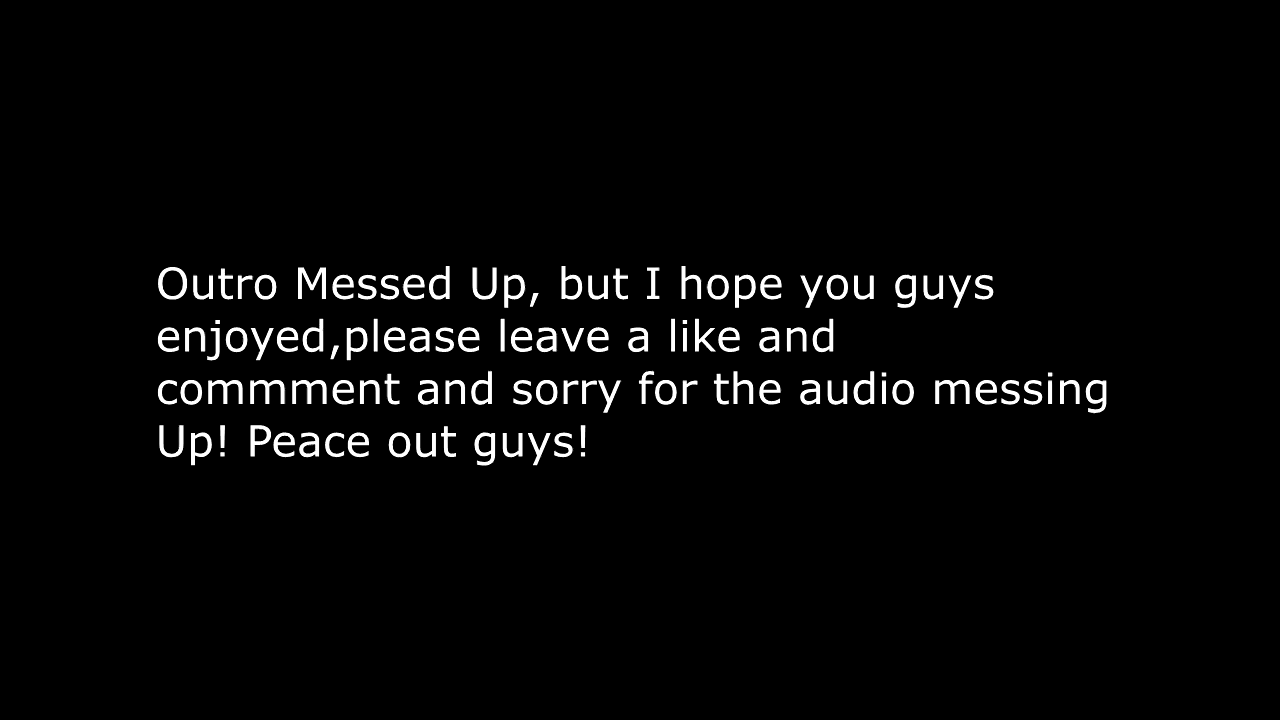 Outro Messed Up, but I hope you guys
enjoyed,please leave a like and
commment and sorry for the audio messing
Up! Peace out guys!